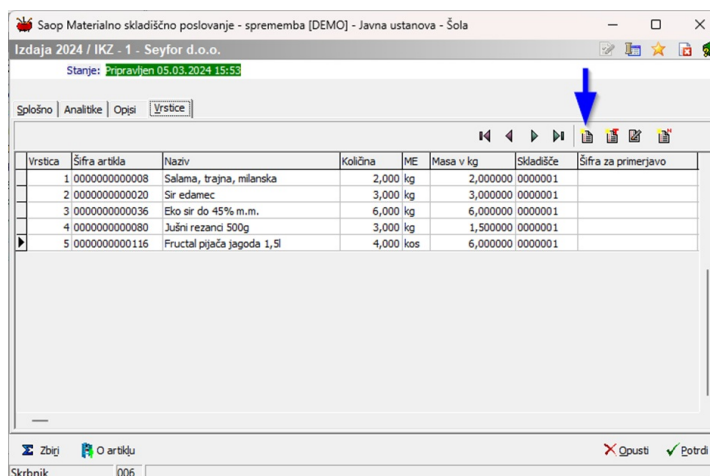 Saop Materialno skladiščno poslovanje - sprememba [DEMO] - Javna ustanova - Šola
Izdaja 2024 / IKZ - 1 - Seyfor d.o.o.
Stanje: Pripravljen 05.03.2024 15:53
Splošno Analitike Opisi Vrstice
Vrstica Šifra artikla Naziv Količina ME Masa v kg Skladišče Šifra za primerjavo
1 0000000000008 Salama, trajna, milanska 2,000 kg 2,000000 0000001
2 0000000000020 Sir edamec 3,000 kg 3,000000 0000001
3 0000000000036 Eko sir do 45% m.m. 6,000 kg 6,000000 0000001
4 0000000000080 Jušni rezanci 500g 3,000 kg 1,500000 0000001
5 0000000000116 Fructal pijača jagoda 1,5l 4,000 kos 6,000000 0000001
Zbirj O artiklu Opusti Potrdi
Skrbnik 006